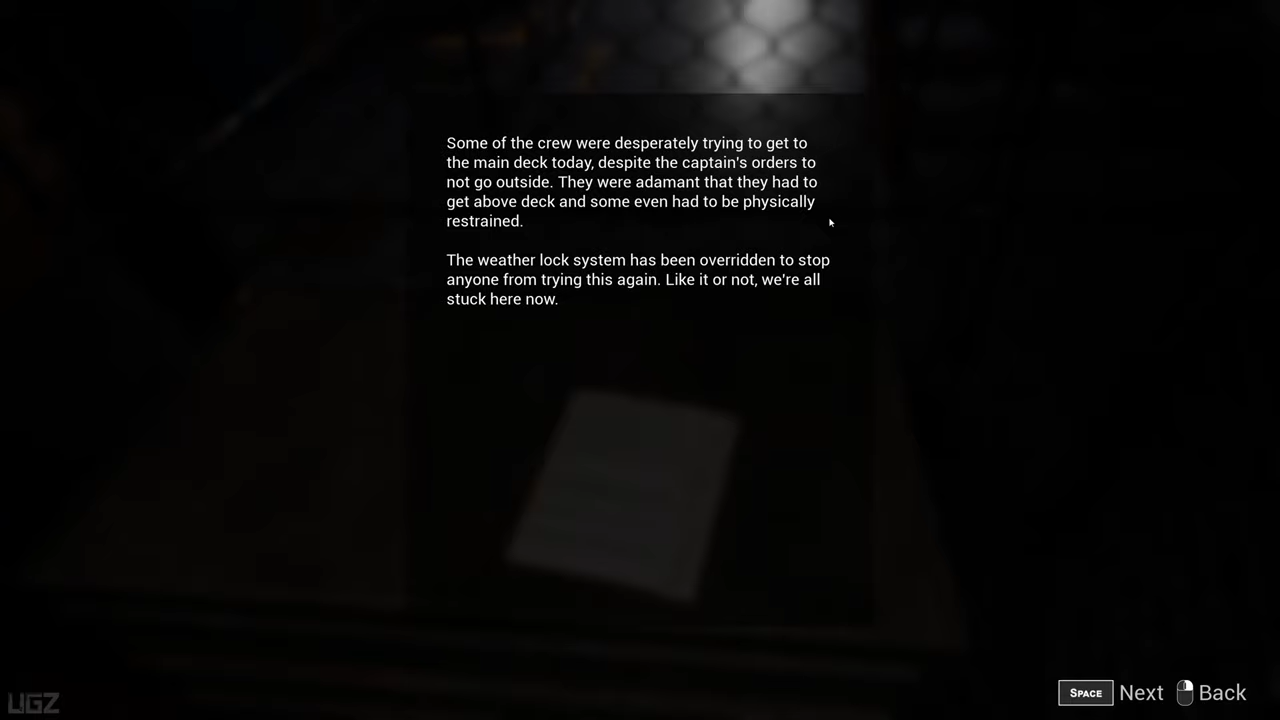 Some of the crew were desperately trying to get to
the main deck today, despite the captain's orders to
not go outside. They were adamant that they had to
get above deck and some even had to be physically
restrained.
The weather lock system has been overridden to stop
anyone from trying this again. Like it or not, we're all
stuck here now.
UGZ
SPACE Next Back